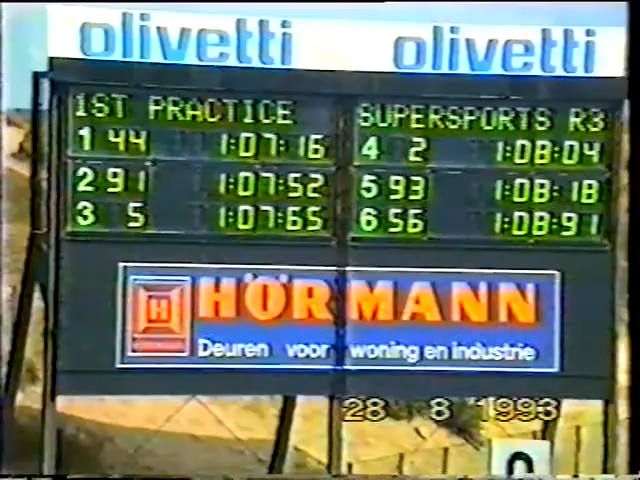 olivetti olivetti
1ST PRACTICE SUPERSPORTS R3
1 44 1:07:16 4 2 1:08:04
2 91 1:07:52 5 93 1:08:18
3 5 1:07:65 6 56 1:08:91
H HÖRMANN
Deuren voor woning en industrie
28 8 1993
0